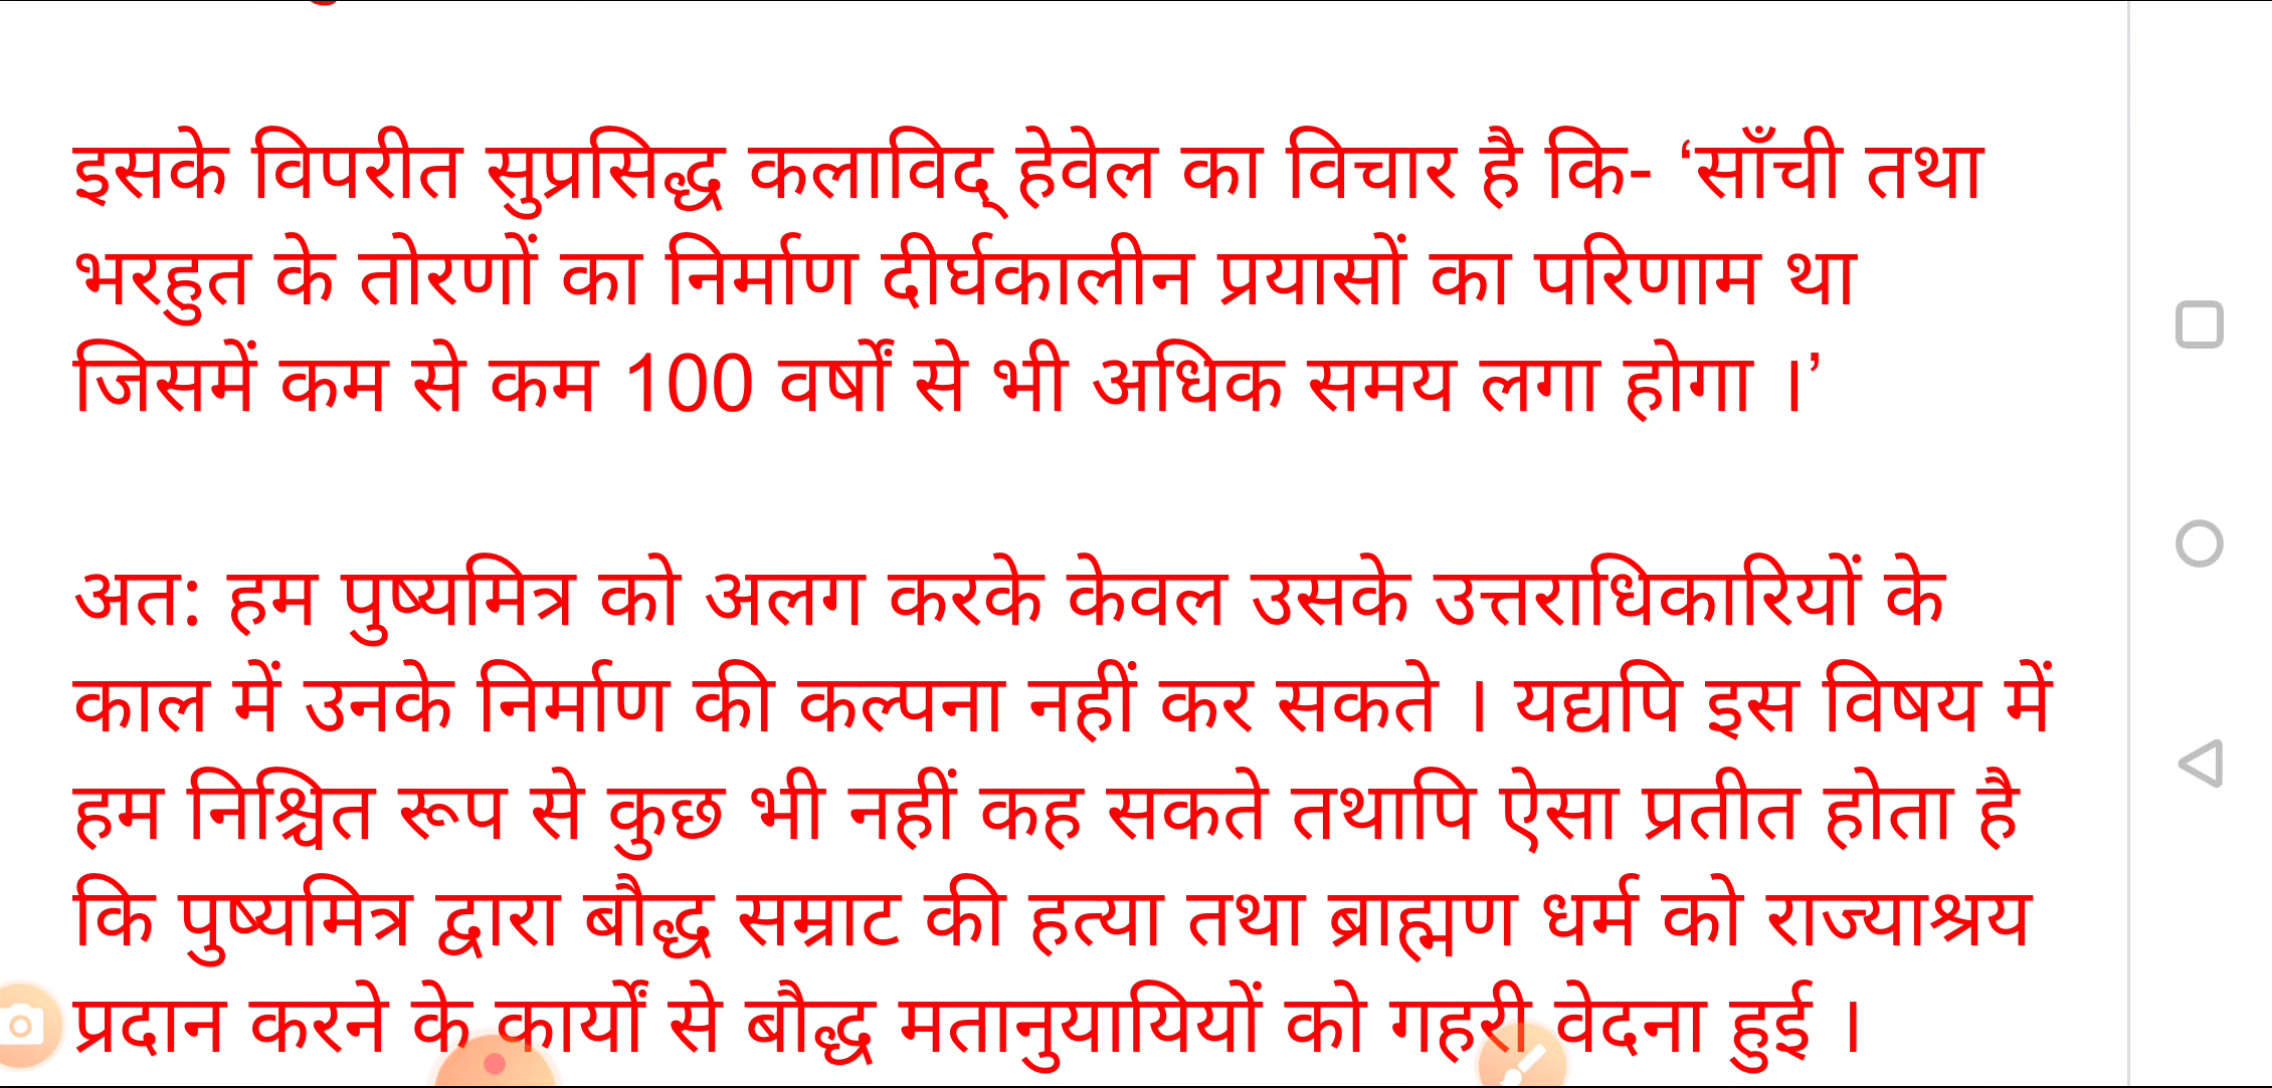 इसके विपरीत सुप्रसिद्ध कलाविद् हेवेल का विचार है कि- ‘साँची तथा
भरहुत के तोरणों का निर्माण दीर्घकालीन प्रयासों का परिणाम था
जिसमें कम से कम 100 वर्षों से भी अधिक समय लगा होगा ।’
अत: हम पुष्यमित्र को अलग करके केवल उसके उत्तराधिकारियों के
काल में उनके निर्माण की कल्पना नहीं कर सकते । यद्यपि इस विषय में
हम निश्चित रूप से कुछ भी नहीं कह सकते तथापि ऐसा प्रतीत होता है
कि पुष्यमित्र द्वारा बौद्ध सम्राट की हत्या तथा ब्राह्मण धर्म को राज्याश्रय
प्रदान करने के कार्यों से बौद्ध मतानुयायियों को गहरी वेदना हुई ।